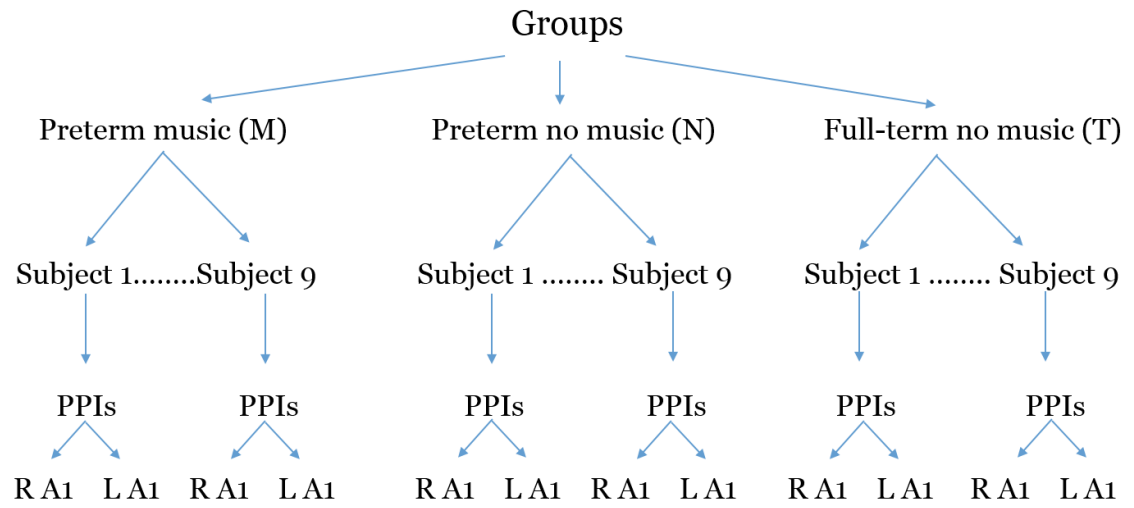 Groups
Preterm music (M) Preterm no music (N) Full-term no music (T)
Subject 1........Subject 9 Subject 1 ........ Subject 9 Subject 1 ........ Subject 9
PPIs PPIs PPIs PPIs PPIs PPIs
R A1 L A1 R A1 L A1 R A1 L A1 R A1 L A1 R A1 L A1 R A1 L A1